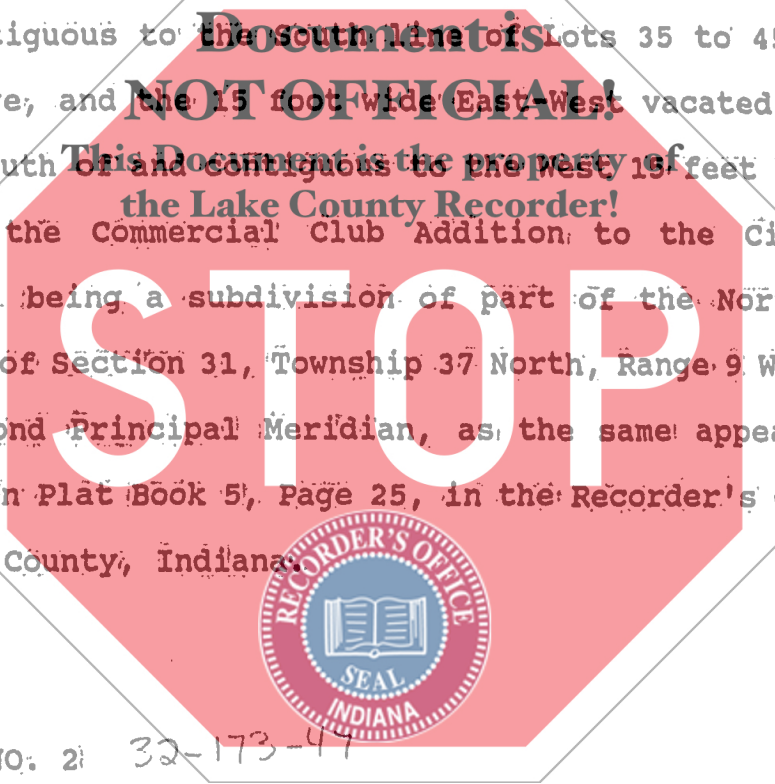 tiguous to the South line of Lots 35 to 45
Document is
e, and the 15 foot wide East-West vacated
NOT OFFICIAL!
uth of and contiguous to the West 15 feet
This Document is the property of
the Lake County Recorder!
the Commercial Club Addition to the Ci
being a subdivision of part of the Nor
STOP
of Section 31, Township 37 North, Range 9 W
ond Principal Meridian, as the same appea
n Plat Book 5, Page 25, in the Recorder's
County, Indiana.
RECORDER'S OFFICE
SEAL
INDIANA
NO. 2 32-173-49